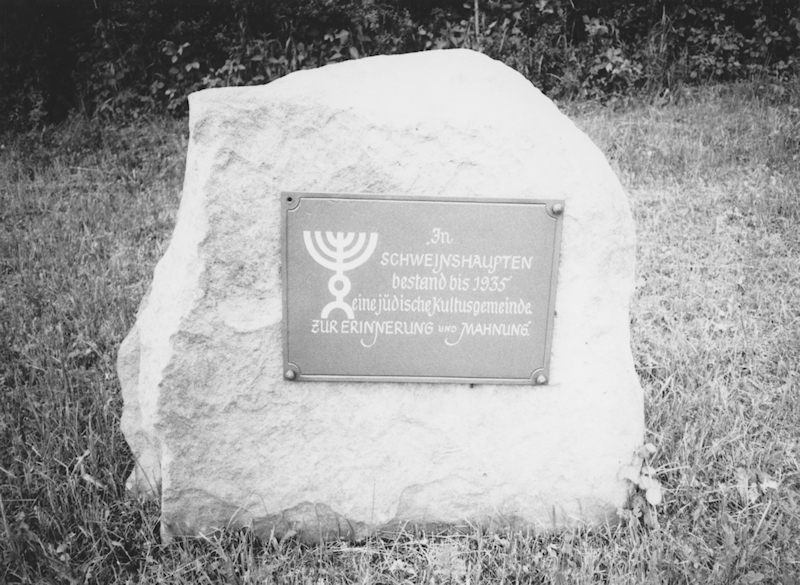 In
SCHWEINSHAUPTEN
bestand bis 1935
eine jüdische Kultusgemeinde.
ZUR ERINNERUNG UND MAHNUNG.